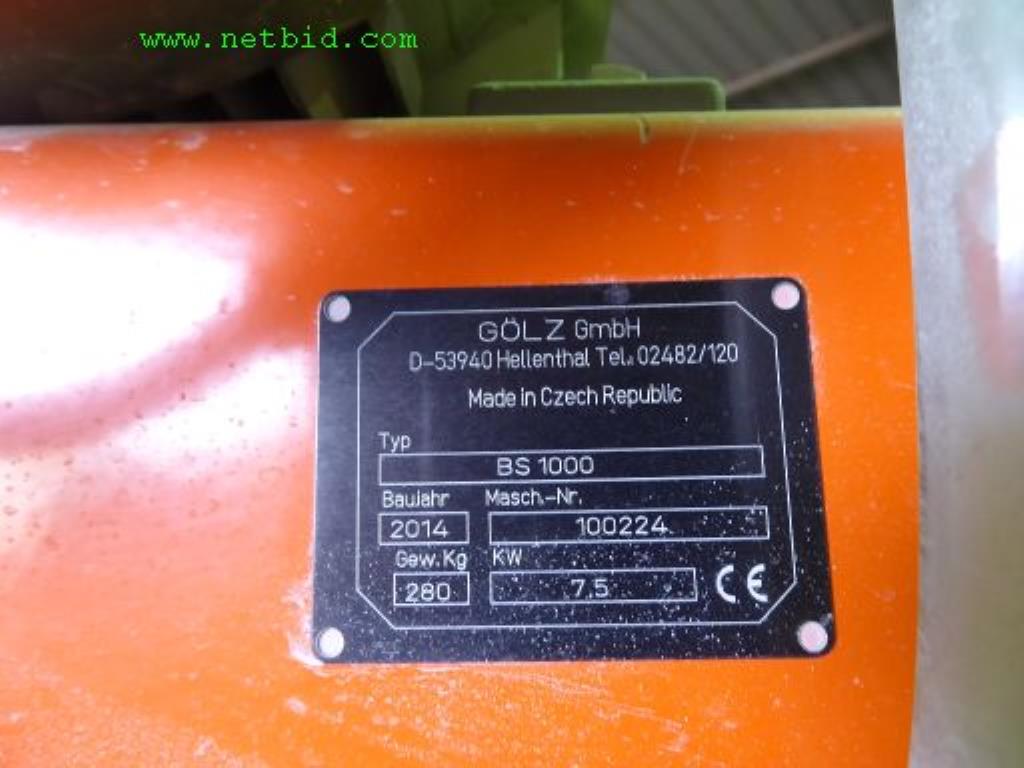 www.netbid.com
GÖLZ GmbH
D-53940 Hellenthal Tel.: 02482/120
Made in Czech Republic
Typ
BS 1000
Baujahr Masch.-Nr.
2014 100224
Gew. Kg KW
280 7.5 CE